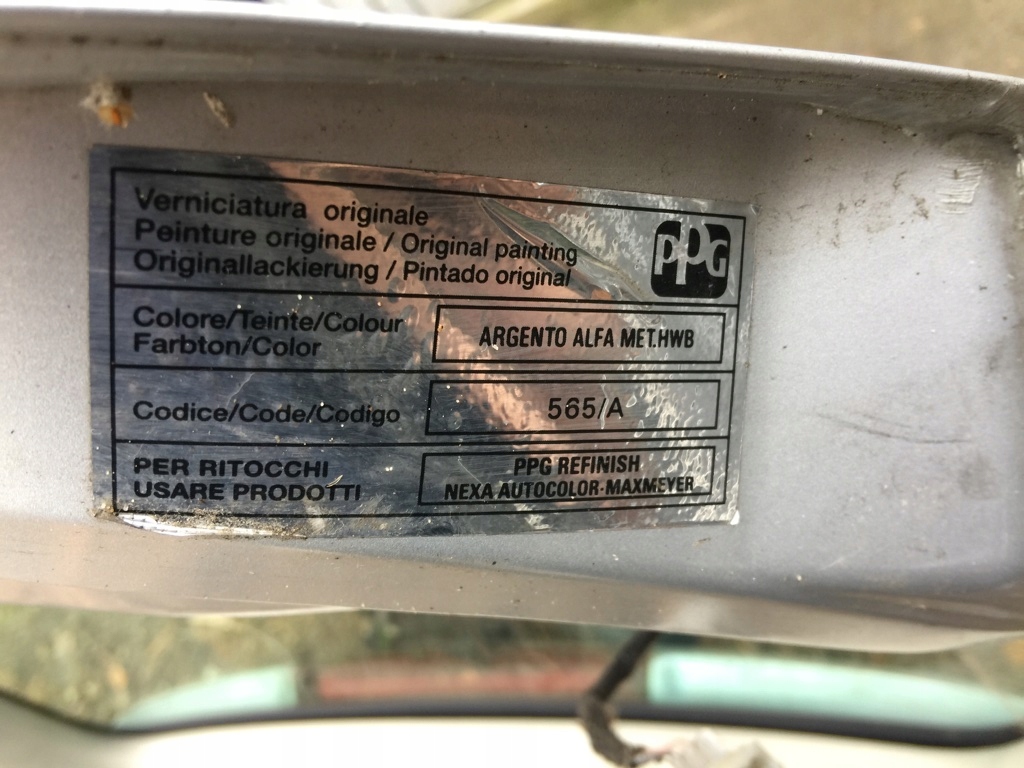 Verniciatura originale
Peinture originale / Original painting
Originallackierung / Pintado original
PPG
Colore/Teinte/Colour
Farbton/Color
ARGENTO ALFA MET.HWB
Codice/Code/Codigo
565/A
PER RITOCCHI
USARE PRODOTTI
PPG REFINISH
NEXA AUTOCOLOR-MAXMEYER